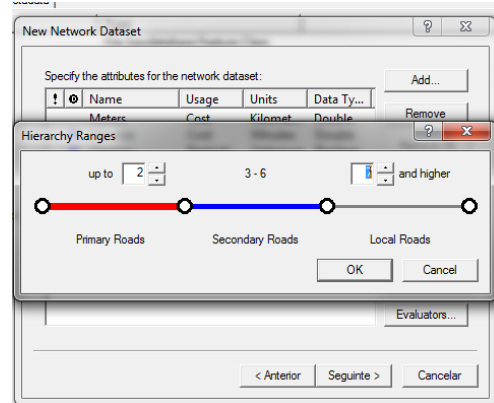 New Network Dataset
Specify the attributes for the network dataset:
Add...
! Name Usage Units Data Ty...
Meters Cost Kilomet Double
Remove
Hierarchy Ranges
up to 2 3 - 6 and higher
Primary Roads Secondary Roads Local Roads
OK Cancel
Evaluators...
< Anterior Seguinte > Cancelar